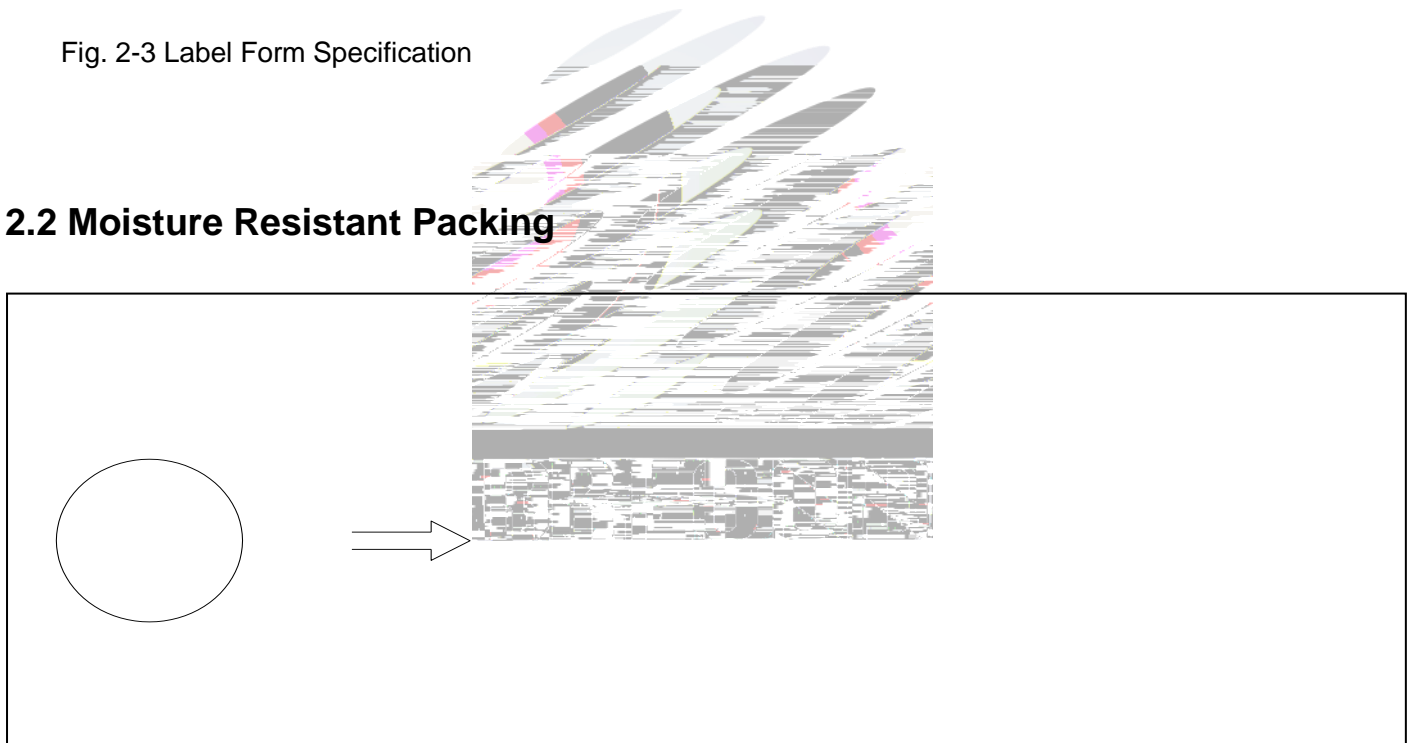 Fig. 2-3 Label Form Specification
2.2 Moisture Resistant Packing